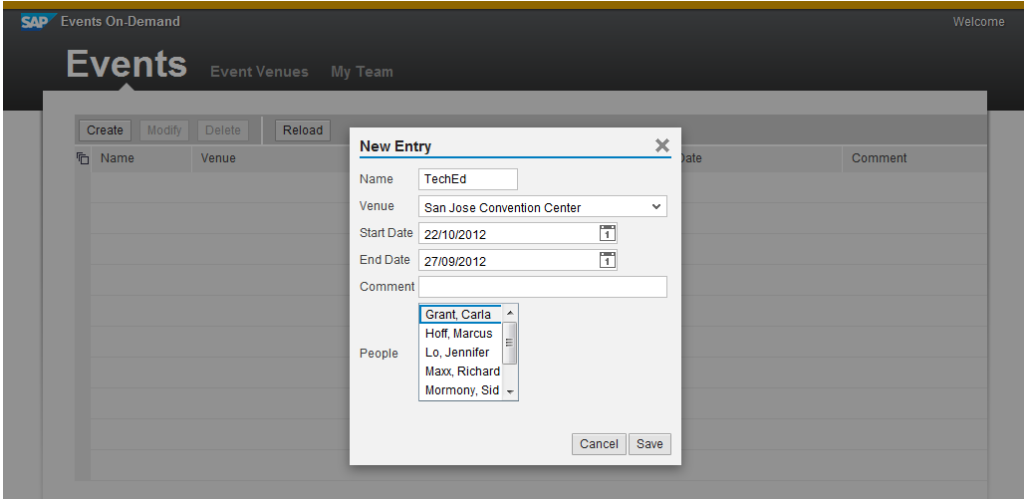 SAP Events On-Demand Welcome
Events Event Venues My Team
Create Modify Delete Reload
Name Venue Date Comment
New Entry
Name TechEd
Venue San Jose Convention Center
Start Date 22/10/2012
End Date 27/09/2012
Comment
People
Grant, Carla
Hoff, Marcus
Lo, Jennifer
Maxx, Richard
Mormony, Sid
Cancel Save